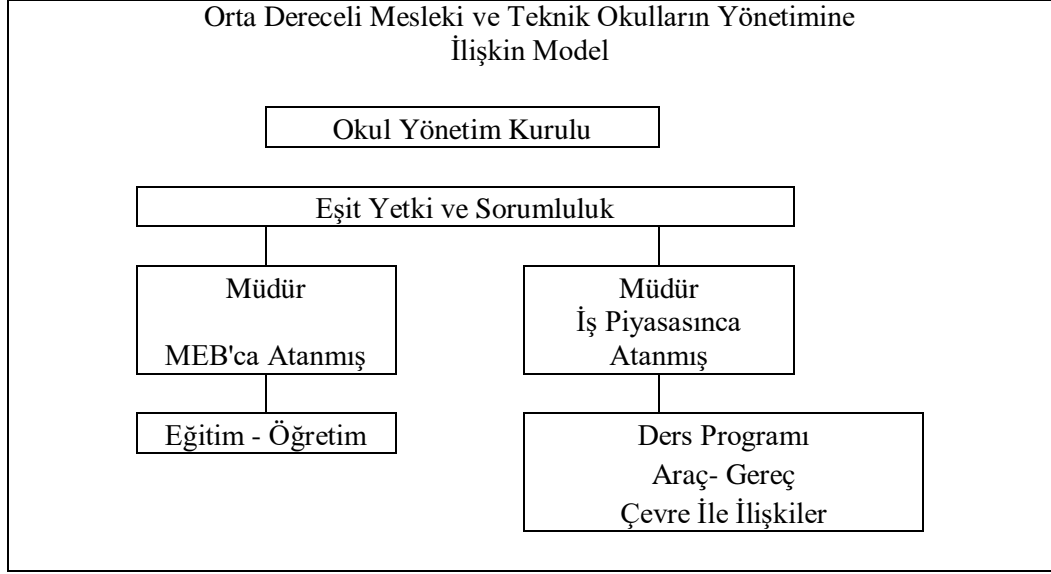 Orta Dereceli Mesleki ve Teknik Okulların Yönetimine
İlişkin Model
Okul Yönetim Kurulu
Eşit Yetki ve Sorumluluk
Müdür
MEB'ca Atanmış
Müdür
İş Piyasasınca
Atanmış
Eğitim - Öğretim
Ders Programı
Araç- Gereç
Çevre İle İlişkiler